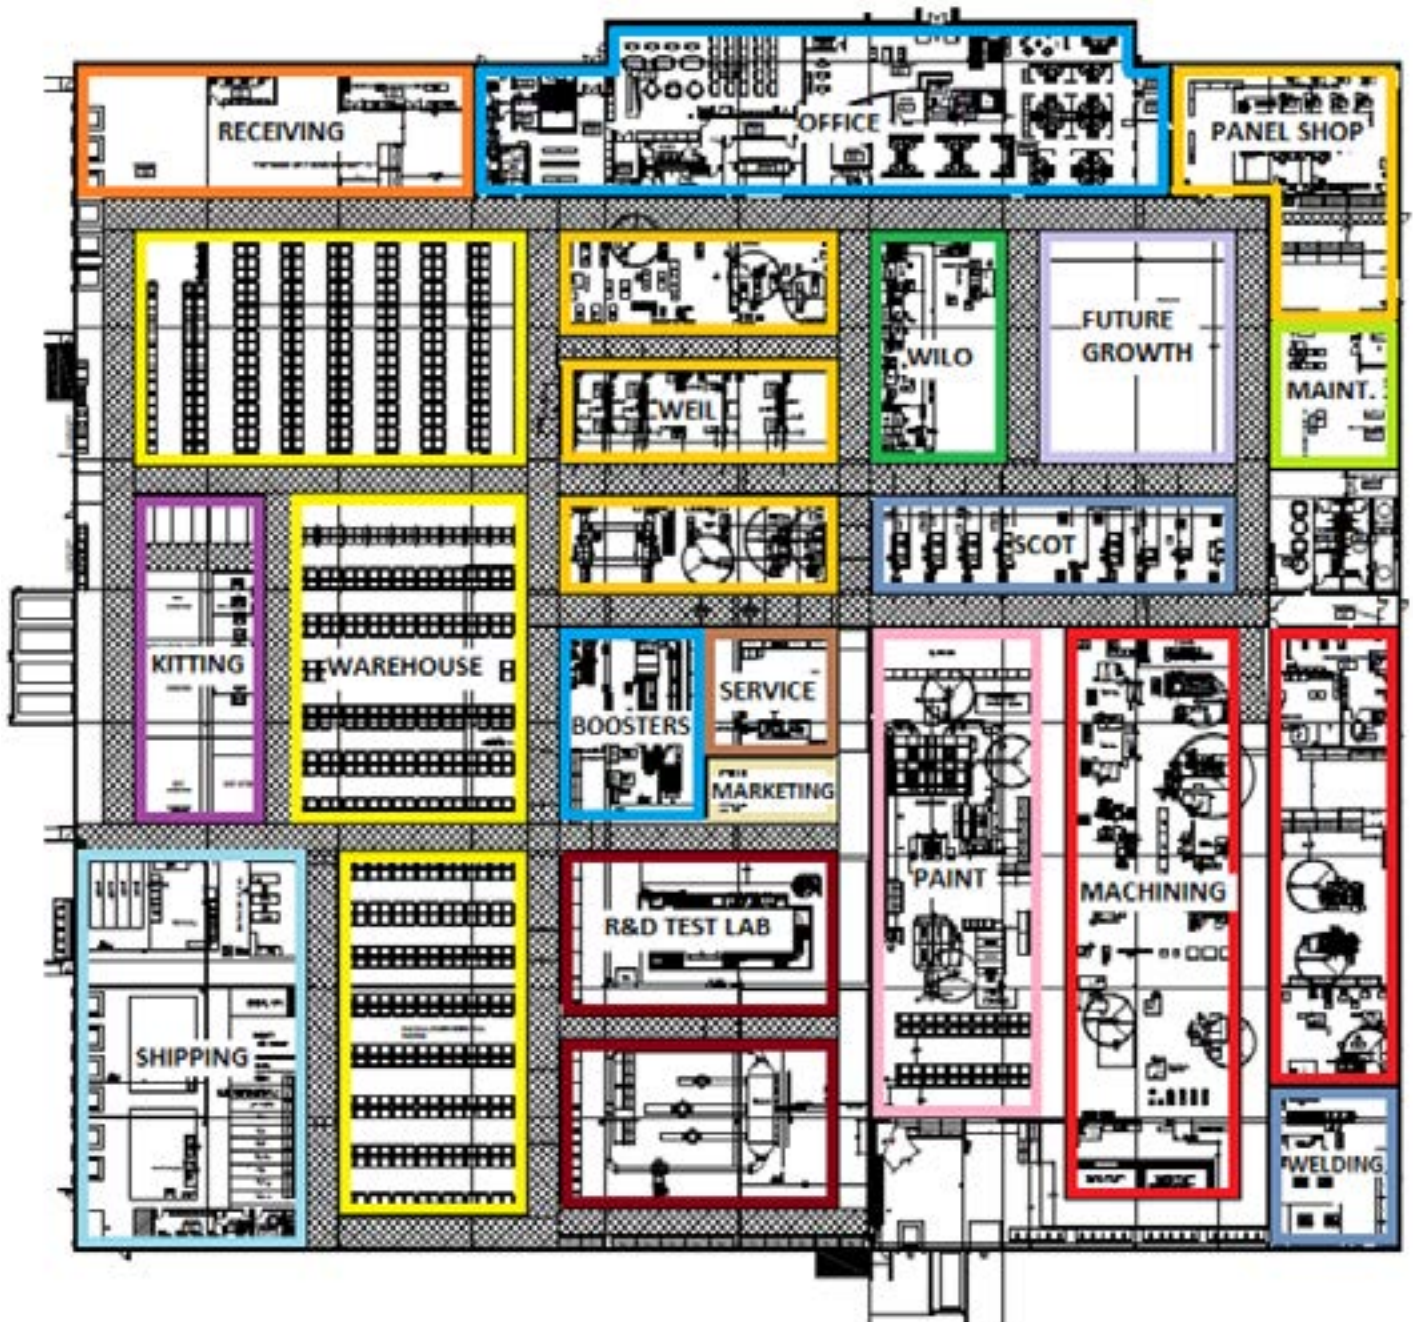 RECEIVING
OFFICE
PANEL SHOP
WILO
FUTURE
GROWTH
MAINT.
WEIL
SCOT
KITTING
WAREHOUSE
BOOSTERS
SERVICE
MARKETING
PAINT
MACHINING
R&D TEST LAB
SHIPPING
WELDING